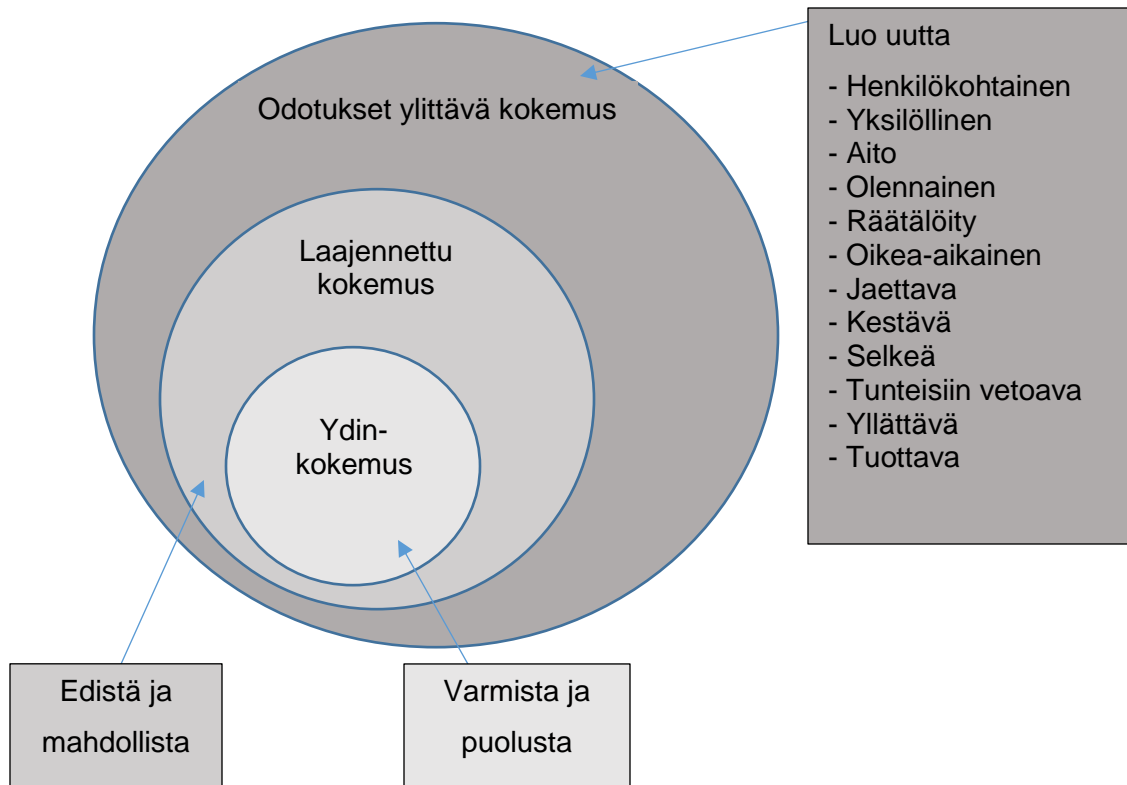 Odotukset ylittävä kokemus
Laajennettu
kokemus
Ydin-
kokemus
Luo uutta
- Henkilökohtainen
- Yksilöllinen
- Aito
- Olennainen
- Räätälöity
- Oikea-aikainen
- Jaettava
- Kestävä
- Selkeä
- Tunteisiin vetoava
- Yllättävä
- Tuottava
Edistä ja
mahdollista
Varmista ja
puolusta